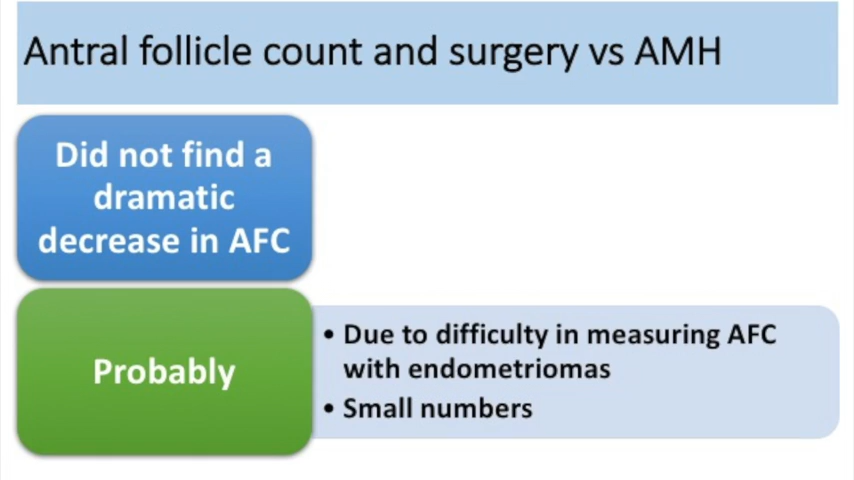 Antral follicle count and surgery vs AMH
Did not find a
dramatic
decrease in AFC
Probably
• Due to difficulty in measuring AFC
with endometriomas
• Small numbers